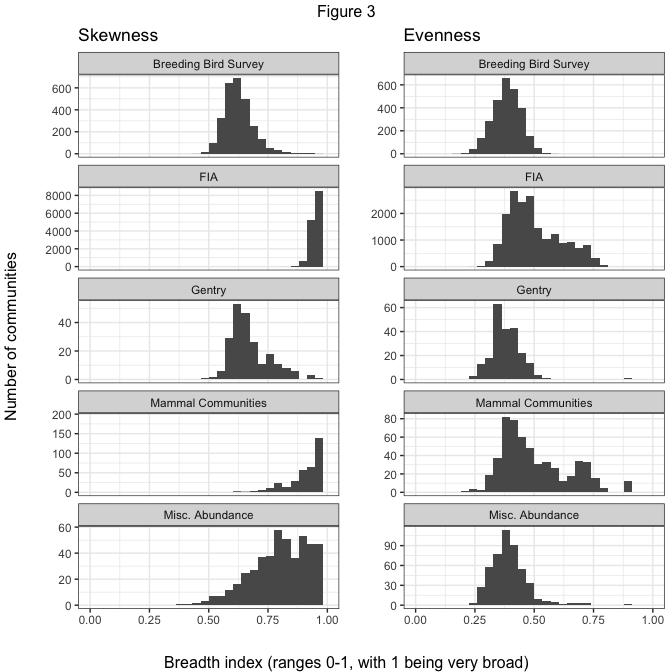 Figure 3
Skewness
Evenness
Number of communities
Breeding Bird Survey
600
400
200
0
Breeding Bird Survey
600
400
200
0
FIA
8000
6000
4000
2000
0
FIA
2000
1000
0
Gentry
40
20
0
Gentry
60
40
20
0
Mammal Communities
200
150
100
50
0
Mammal Communities
80
60
40
20
0
Misc. Abundance
60
40
20
0
Misc. Abundance
90
60
30
0
0.00 0.25 0.50 0.75 1.00
0.00 0.25 0.50 0.75 1.00
Breadth index (ranges 0-1, with 1 being very broad)